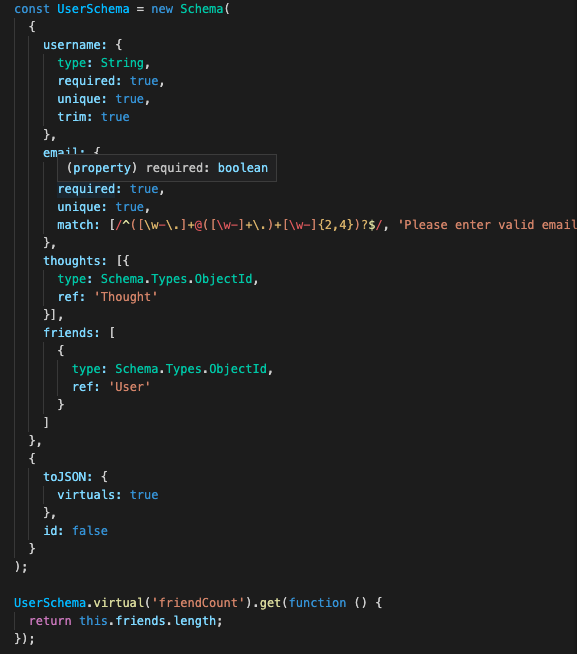 const UserSchema = new Schema(
  {
    username: {
      type: String,
      required: true,
      unique: true,
      trim: true
    },
    email: {
(property) required: boolean
      required: true,
      unique: true,
      match: [/^([\w-\.]+@([\w-]+\.)+[\w-]{2,4})?$/, 'Please enter valid email
    },
    thoughts: [{
      type: Schema.Types.ObjectId,
      ref: 'Thought'
    }],
    friends: [
      {
        type: Schema.Types.ObjectId,
        ref: 'User'
      }
    ]
  },
  {
    toJSON: {
      virtuals: true
    },
    id: false
  }
);

UserSchema.virtual('friendCount').get(function () {
  return this.friends.length;
});